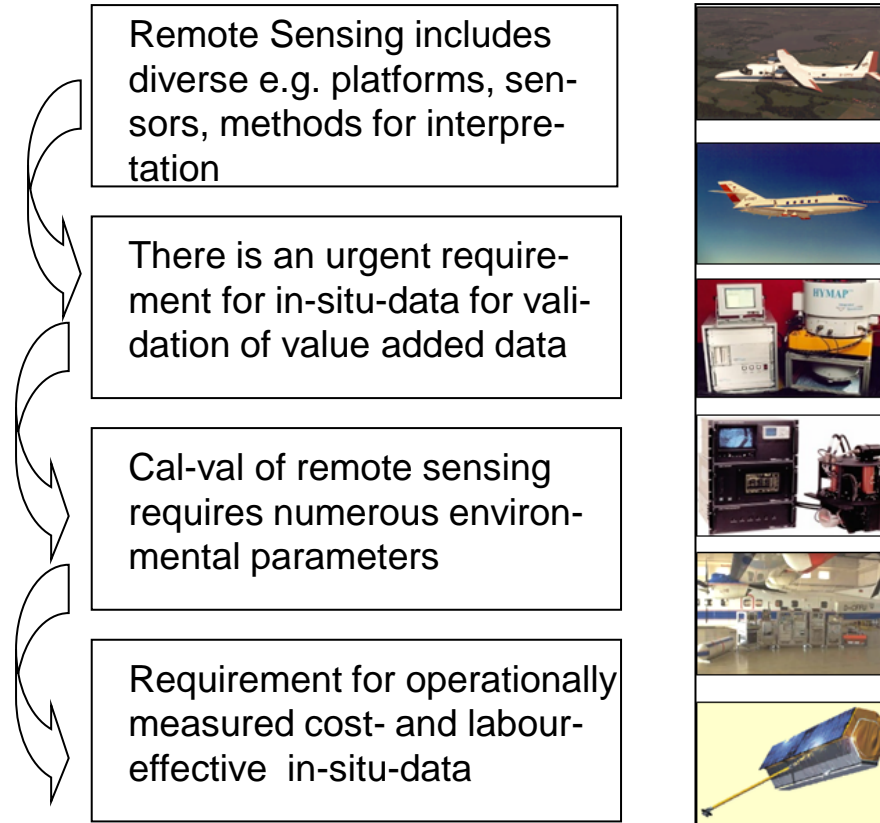 Remote Sensing includes
diverse e.g. platforms, sen-
sors, methods for interpre-
tation
There is an urgent require-
ment for in-situ-data for vali-
dation of value added data
Cal-val of remote sensing
requires numerous environ-
mental parameters
Requirement for operationally
measured cost- and labour-
effective in-situ-data
HYMAP